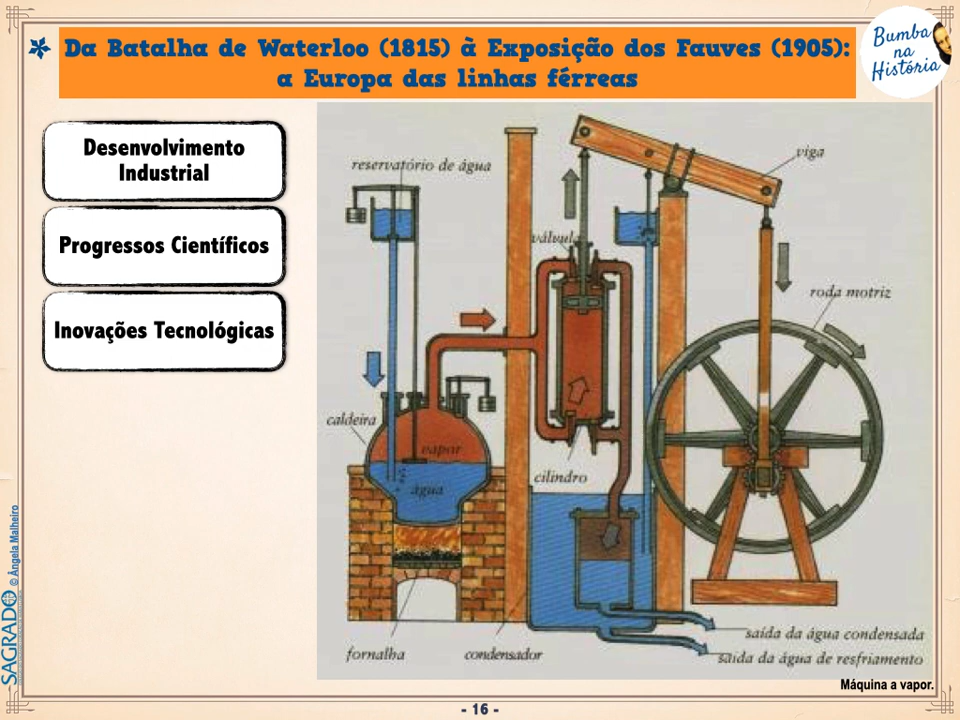 Da Batalha de Waterloo (1815) à Exposição dos Fauves (1905):
a Europa das linhas férreas
Bumba
na
História
Desenvolvimento
Industrial
Progressos Científicos
Inovações Tecnológicas
reservatório de água
viga
válvula
roda motriz
caldeira
vapor
água
cilindro
saída da água condensada
saída da água de resfriamento
fornalha
condensador
Máquina a vapor.
SAGRADO
© Ângela Malheiro
- 16 -